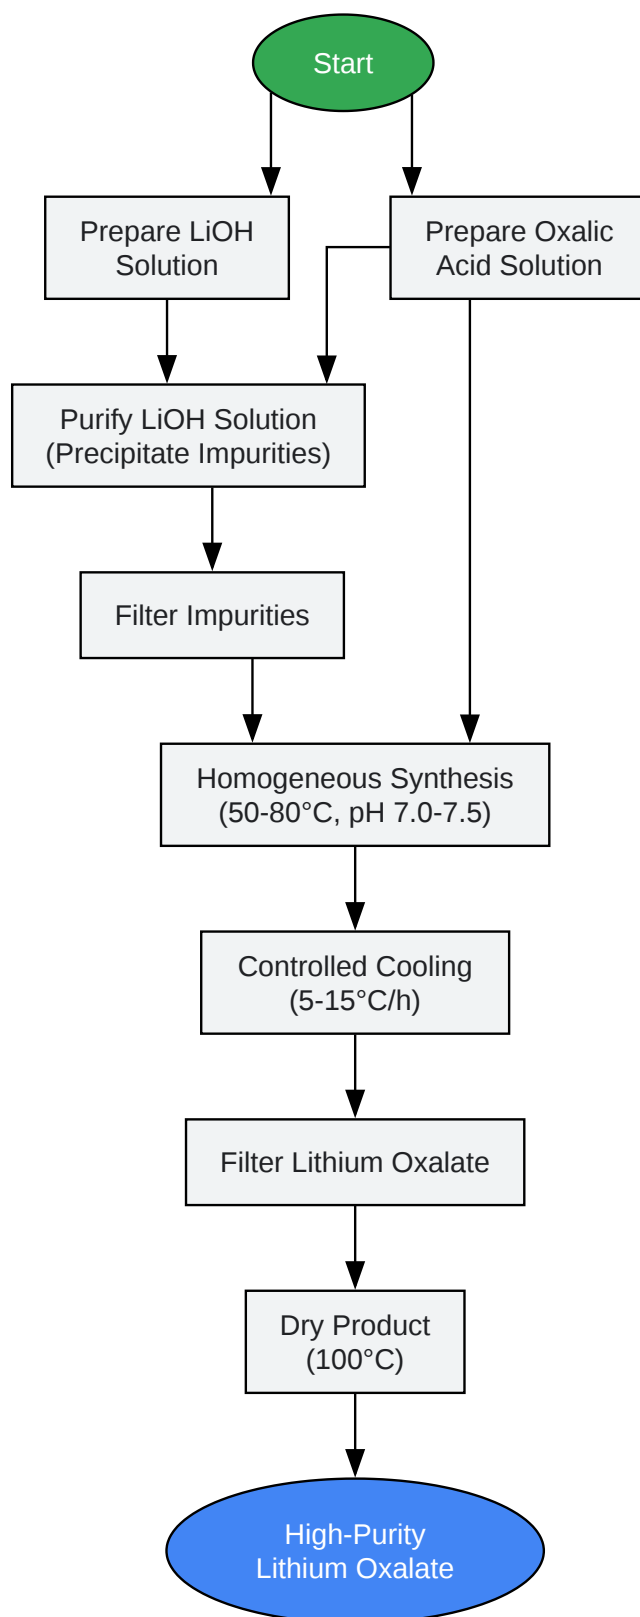 Start
Prepare LiOH
Solution
Prepare Oxalic
Acid Solution
Purify LiOH Solution
(Precipitate Impurities)
Filter Impurities
Homogeneous Synthesis
(50-80°C, pH 7.0-7.5)
Controlled Cooling
(5-15°C/h)
Filter Lithium Oxalate
Dry Product
(100°C)
High-Purity
Lithium Oxalate